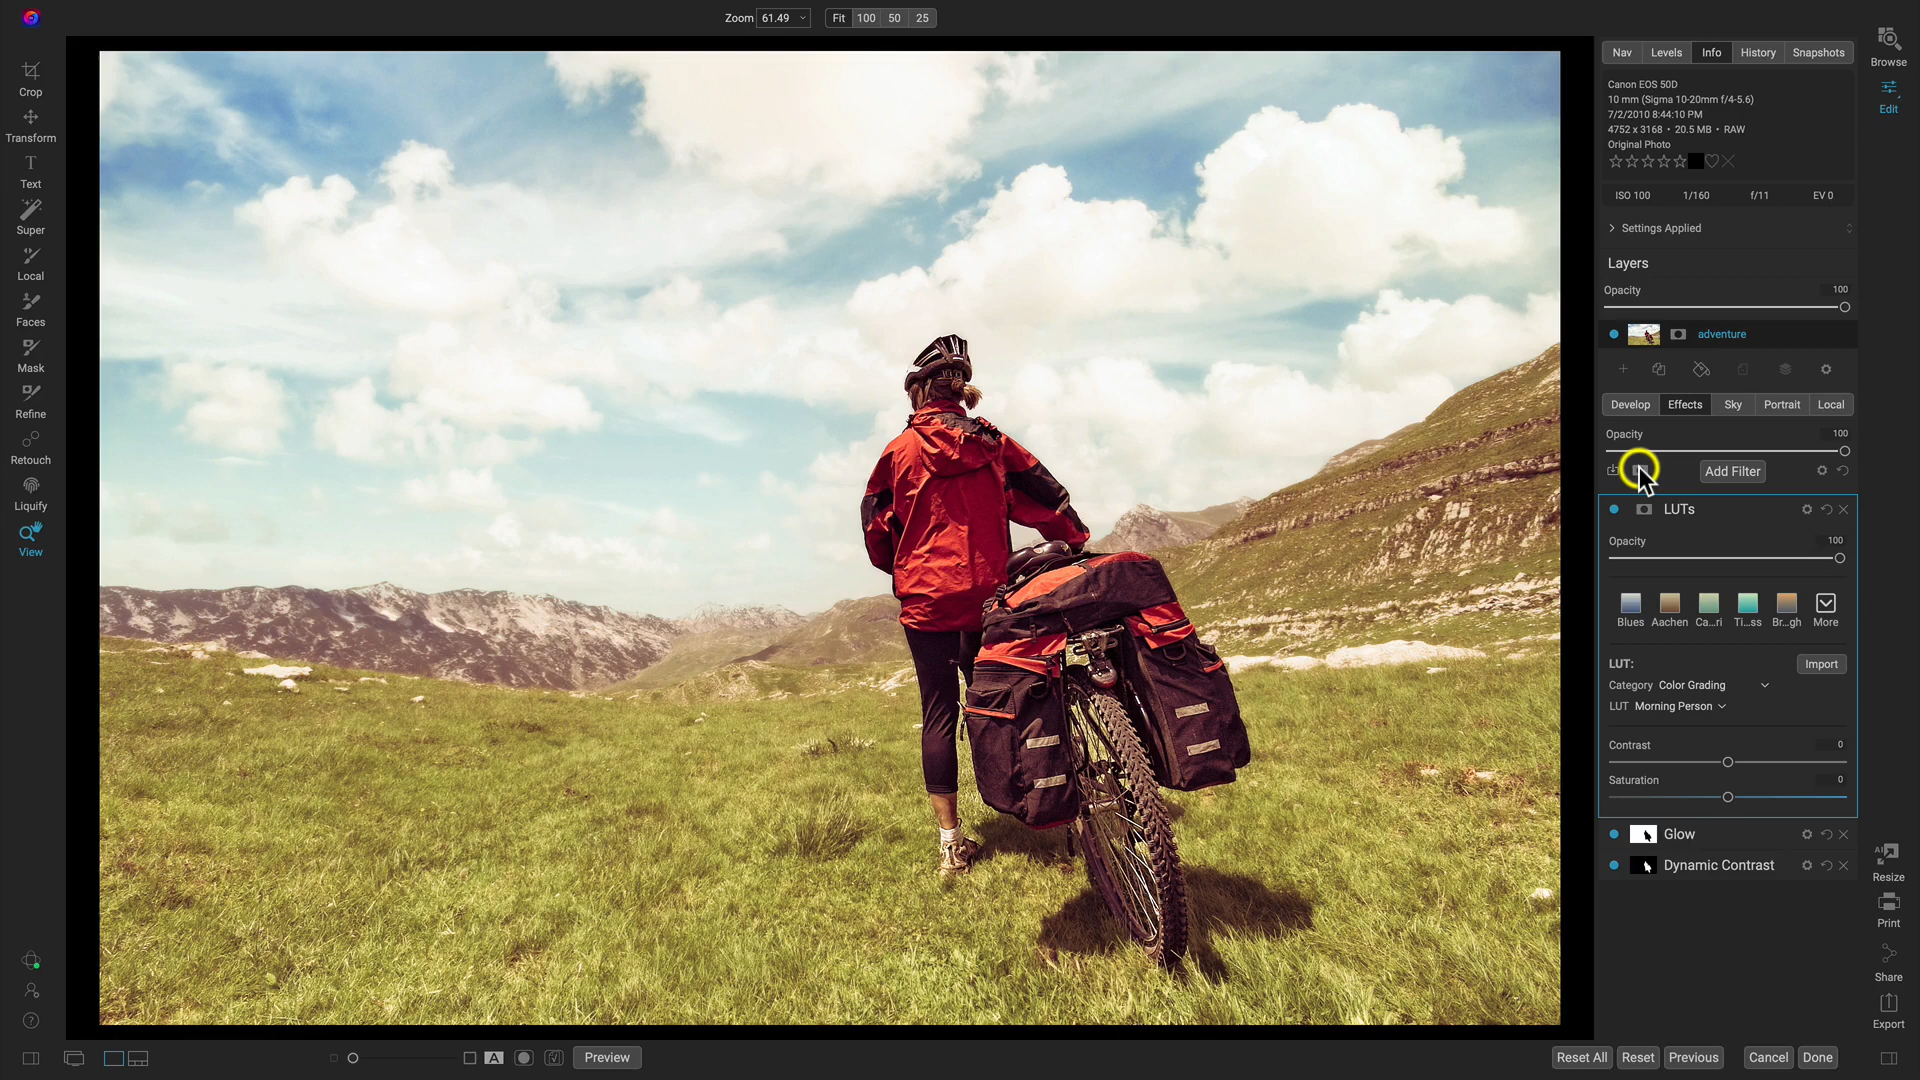 Zoom 61.49 Fit 100 50 25
Crop
Transform
T
Text
Super
Local
Faces
Mask
Refine
Retouch
Liquify
View
Nav Levels Info History Snapshots
Canon EOS 50D
10 mm (Sigma 10-20mm f/4-5.6)
7/2/2010 8:44:10 PM
4752 x 3168 • 20.5 MB • RAW
Original Photo
ISO 100 1/160 f/11 EV 0
Settings Applied
Layers
Opacity 100
adventure
Develop Effects Sky Portrait Local
Opacity 100
Add Filter
LUTs
Opacity 100
Blues Aachen Ca...ri Ti...ss Br...gh More
LUT: Import
Category Color Grading
LUT Morning Person
Contrast 0
Saturation 0
Glow
Dynamic Contrast
Browse
Edit
AI
Resize
Print
Share
Export
?
A
Preview
Reset All Reset Previous Cancel Done